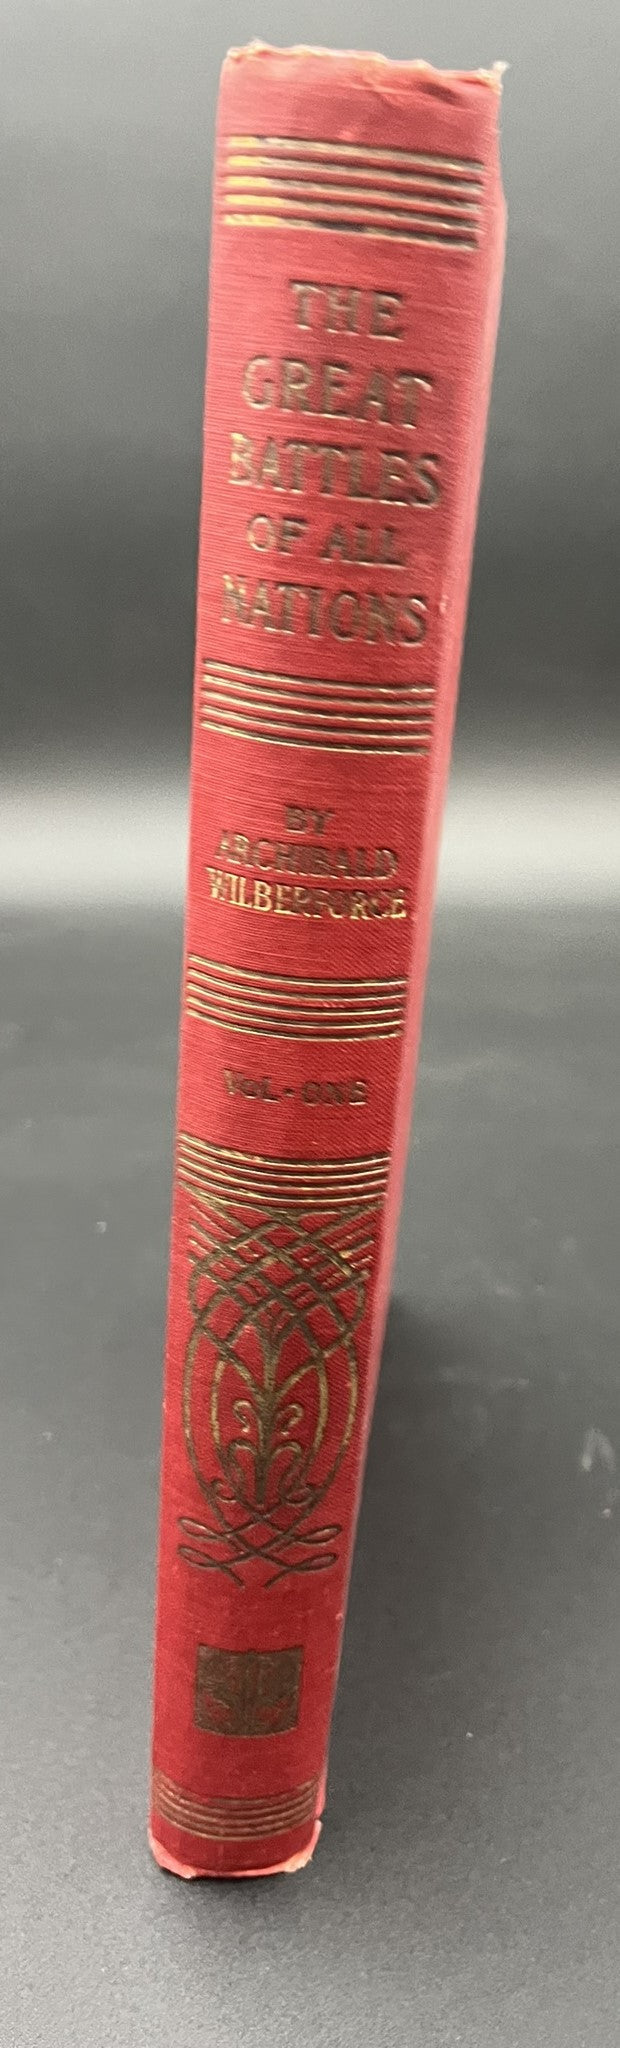 THE
GREAT
BATTLES
OF ALL
NATIONS
BY
ARCHIBALD
WILBERFORCE
VOL-ONE